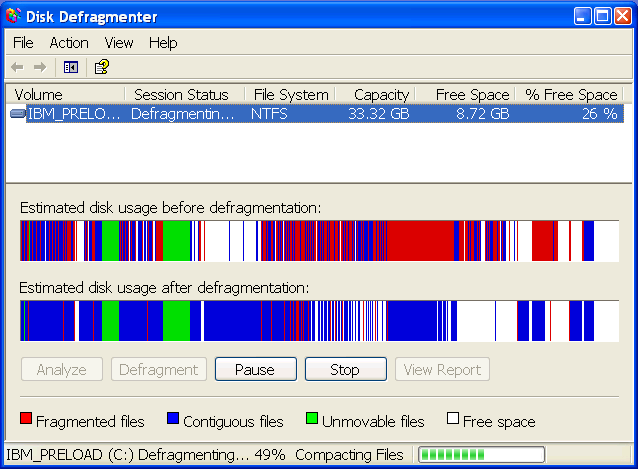 Disk Defragmenter
File Action View Help
Volume Session Status File System Capacity Free Space % Free Space
IBM_PRELO... Defragmentin... NTFS 33.32 GB 8.72 GB 26 %
Estimated disk usage before defragmentation:
Estimated disk usage after defragmentation:
Analyze Defragment Pause Stop View Report
Fragmented files Contiguous files Unmovable files Free space
IBM_PRELOAD (C:) Defragmenting... 49% Compacting Files